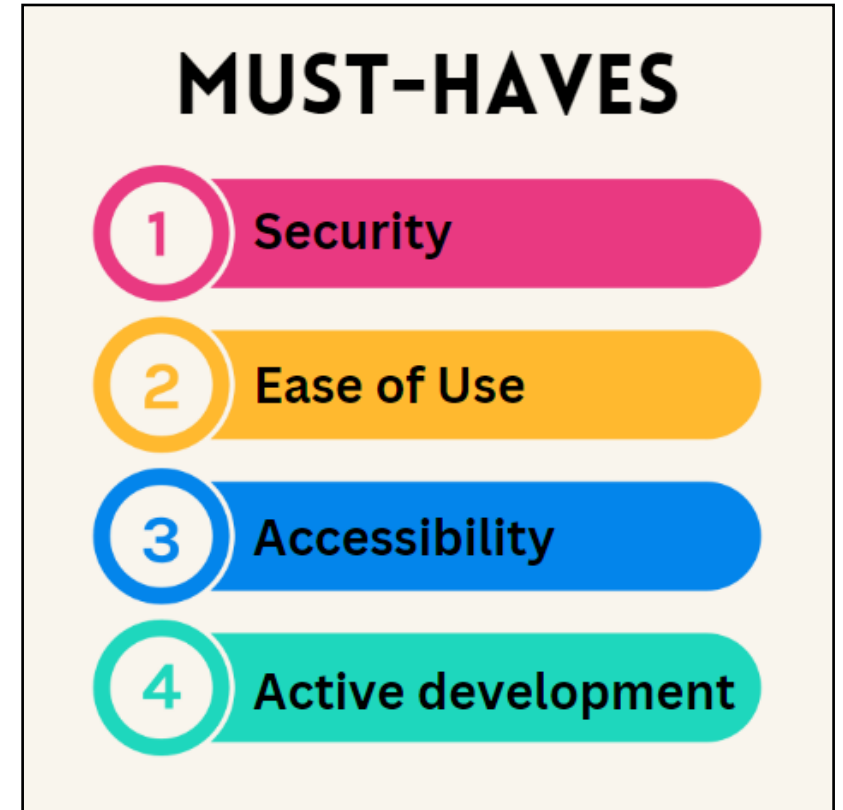 MUST-HAVES
1 Security
2 Ease of Use
3 Accessibility
4 Active development